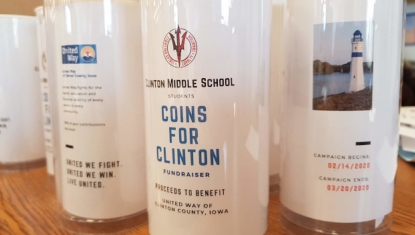 United
Way
UNITED WE FIGHT.
UNITED WE WIN.
LIVE UNITED.
CLINTON MIDDLE SCHOOL
STUDENTS
COINS
FOR
CLINTON
FUNDRAISER
PROCEEDS TO BENEFIT
UNITED WAY OF
CLINTON COUNTY, IOWA
CAMPAIGN BEGINS:
02/14/2020
CAMPAIGN ENDS:
03/20/2020